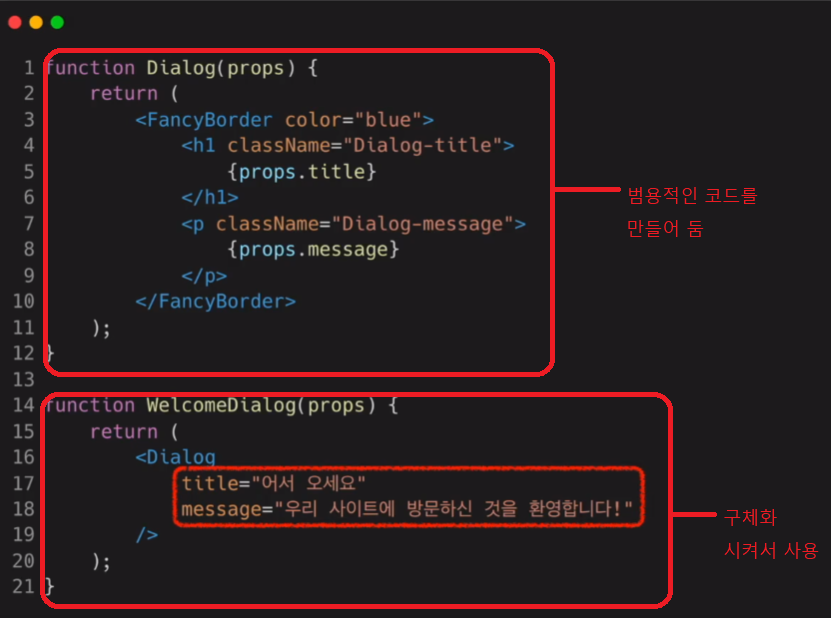 1 function Dialog(props) {
2 return (
3 <FancyBorder color="blue">
4 <h1 className="Dialog-title">
5 {props.title}
6 </h1>
7 <p className="Dialog-message">
8 {props.message}
9 </p>
10 </FancyBorder>
11 );
12 }
13
범용적인 코드를
만들어 둠
14 function WelcomeDialog(props) {
15 return (
16 <Dialog
17 title="어서 오세요"
18 message="우리 사이트에 방문하신 것을 환영합니다!"
19 />
20 );
21 }
구체화
시켜서 사용